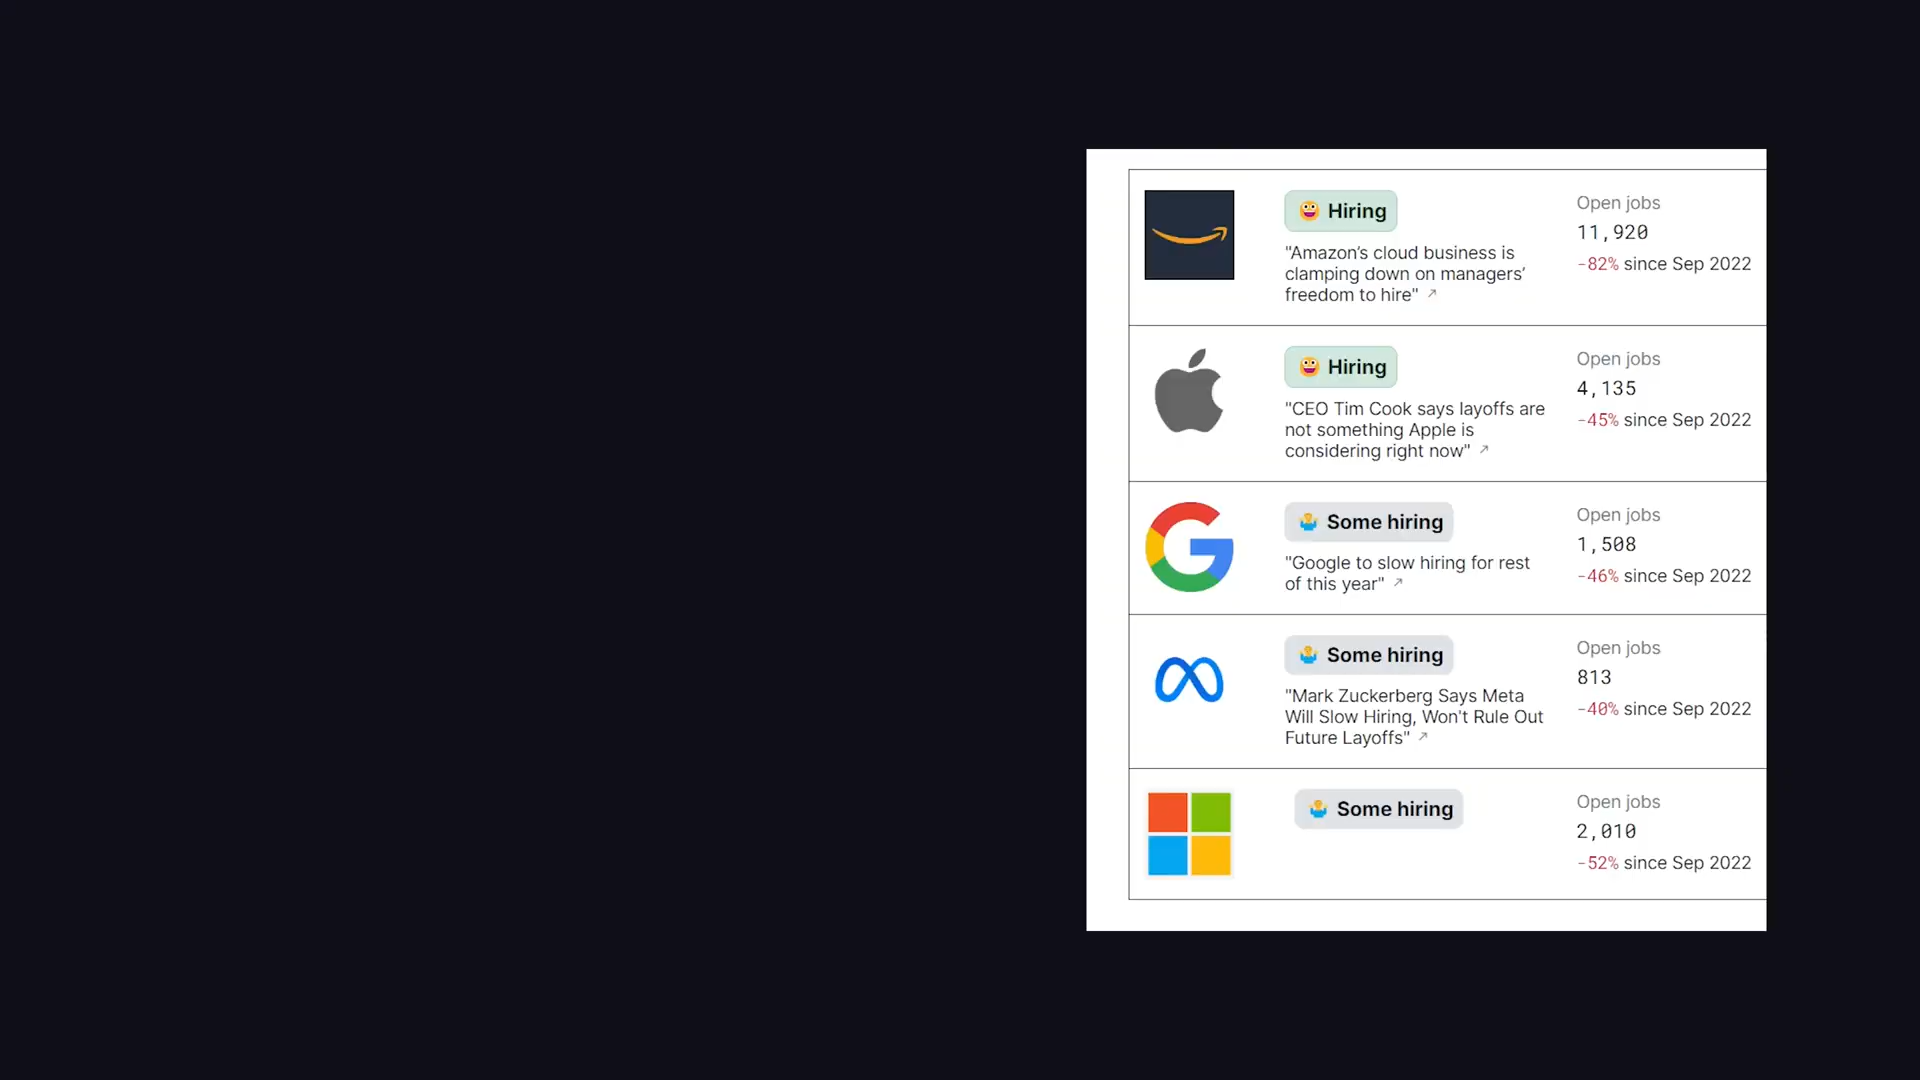 Hiring
"Amazon’s cloud business is
clamping down on managers’
freedom to hire" ↗
Open jobs
11,920
-82% since Sep 2022
Hiring
"CEO Tim Cook says layoffs are
not something Apple is
considering right now" ↗
Open jobs
4,135
-45% since Sep 2022
Some hiring
"Google to slow hiring for rest
of this year" ↗
Open jobs
1,508
-46% since Sep 2022
Some hiring
"Mark Zuckerberg Says Meta
Will Slow Hiring, Won't Rule Out
Future Layoffs" ↗
Open jobs
813
-40% since Sep 2022
Some hiring
Open jobs
2,010
-52% since Sep 2022